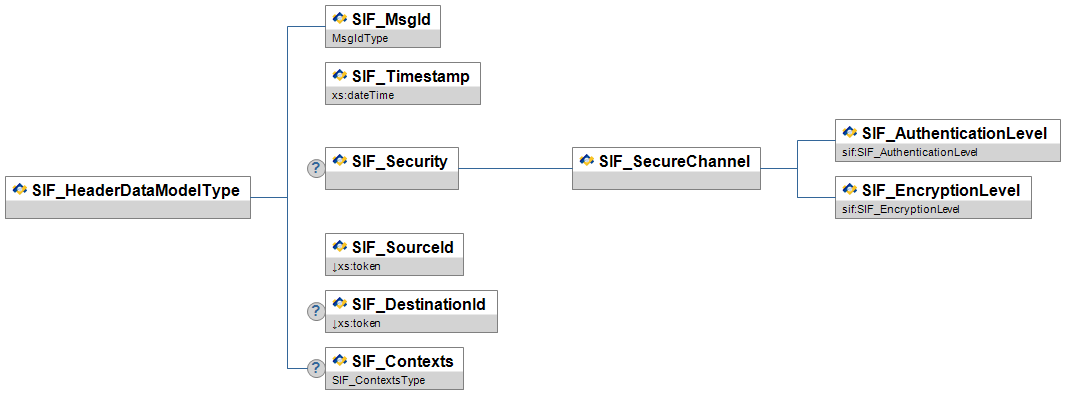 SIF_MsgId
MsgIdType
SIF_Timestamp
xs:dateTime
?
SIF_Security
SIF_SecureChannel
SIF_AuthenticationLevel
sif:SIF_AuthenticationLevel
SIF_EncryptionLevel
sif:SIF_EncryptionLevel
SIF_HeaderDataModelType
SIF_SourceId
↓xs:token
?
SIF_DestinationId
↓xs:token
?
SIF_Contexts
SIF_ContextsType